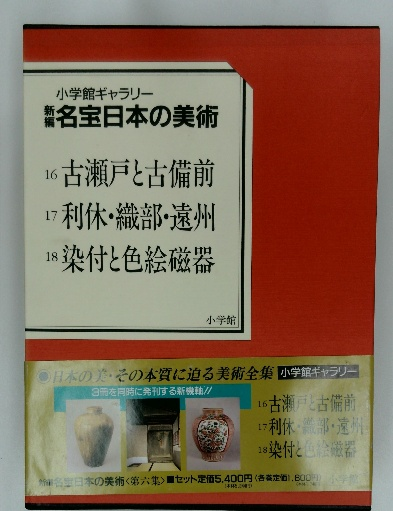 小学館ギャラリー
新編 名宝日本の美術
16 古瀬戸と古備前
17 利休・織部・遠州
18 染付と色絵磁器
小学館
●日本の美・その本質に迫る美術全集 小学館ギャラリー
3冊を同時に発刊する新機軸!!
16 古瀬戸と古備前
17 利休・織部・遠州
18 染付と色絵磁器
新編 名宝日本の美術〈第六集〉■セット定価5,400円〈各巻定価1,800円〉 小学館